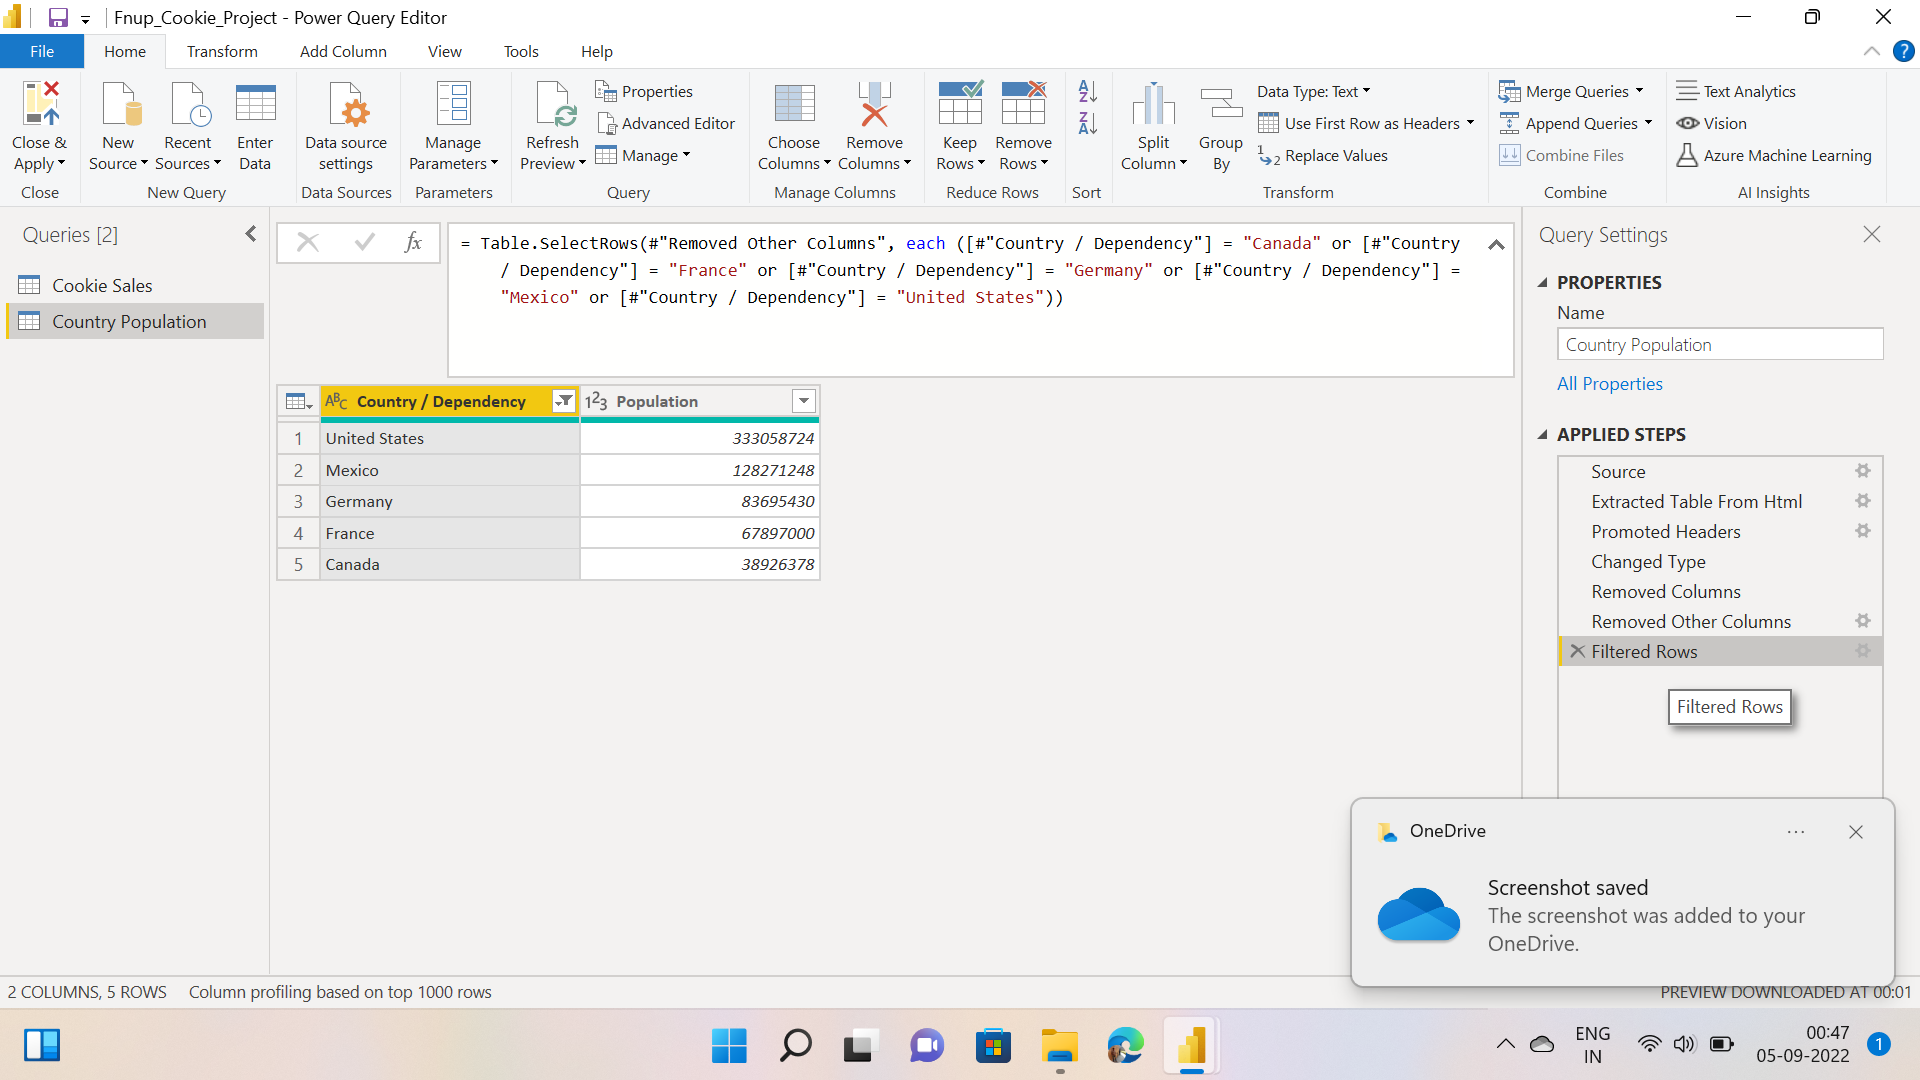 Fnup_Cookie_Project - Power Query Editor
File Home Transform Add Column View Tools Help
Close & Apply
New Source
Recent Sources
Enter Data
Data source settings
Manage Parameters
Refresh Preview
Properties
Advanced Editor
Manage
Choose Columns
Remove Columns
Keep Rows
Remove Rows
Split Column
Group By
Data Type: Text
Use First Row as Headers
Replace Values
Merge Queries
Append Queries
Combine Files
Text Analytics
Vision
Azure Machine Learning
Close New Query Data Sources Parameters Query Manage Columns Reduce Rows Sort Transform Combine AI Insights
Queries [2]
Cookie Sales
Country Population
fx
= Table.SelectRows(#"Removed Other Columns", each ([#"Country / Dependency"] = "Canada" or [#"Country
/ Dependency"] = "France" or [#"Country / Dependency"] = "Germany" or [#"Country / Dependency"] =
"Mexico" or [#"Country / Dependency"] = "United States"))
ABC Country / Dependency 123 Population
1 United States 333058724
2 Mexico 128271248
3 Germany 83695430
4 France 67897000
5 Canada 38926378
Query Settings
PROPERTIES
Name
Country Population
All Properties
APPLIED STEPS
Source
Extracted Table From Html
Promoted Headers
Changed Type
Removed Columns
Removed Other Columns
Filtered Rows
Filtered Rows
OneDrive
Screenshot saved
The screenshot was added to your
OneDrive.
2 COLUMNS, 5 ROWS Column profiling based on top 1000 rows
PREVIEW DOWNLOADED AT 00:01
ENG
IN
00:47
05-09-2022
1